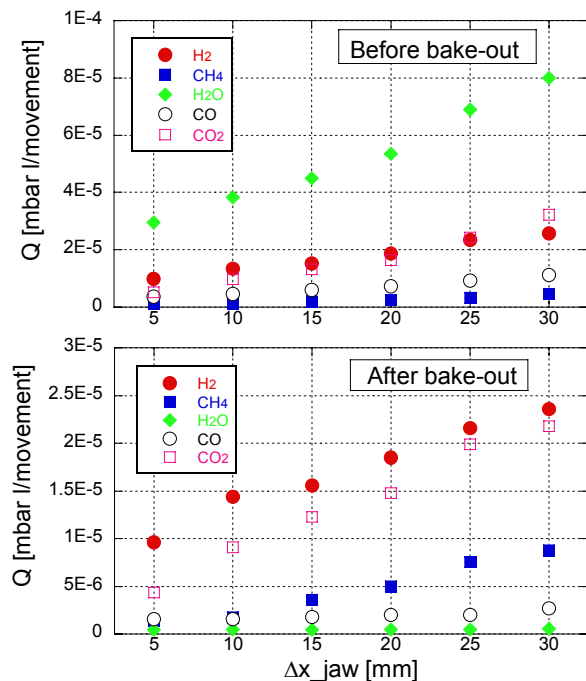 1E-4
Before bake-out
H2
CH4
H2O
CO
CO2
8E-5
6E-5
4E-5
2E-5
0
Q [mbar l/movement]
5 10 15 20 25 30
3E-5
After bake-out
H2
CH4
H2O
CO
CO2
2.5E-5
2E-5
1.5E-5
1E-5
5E-6
0
Q [mbar l/movement]
5 10 15 20 25 30
Δx_jaw [mm]